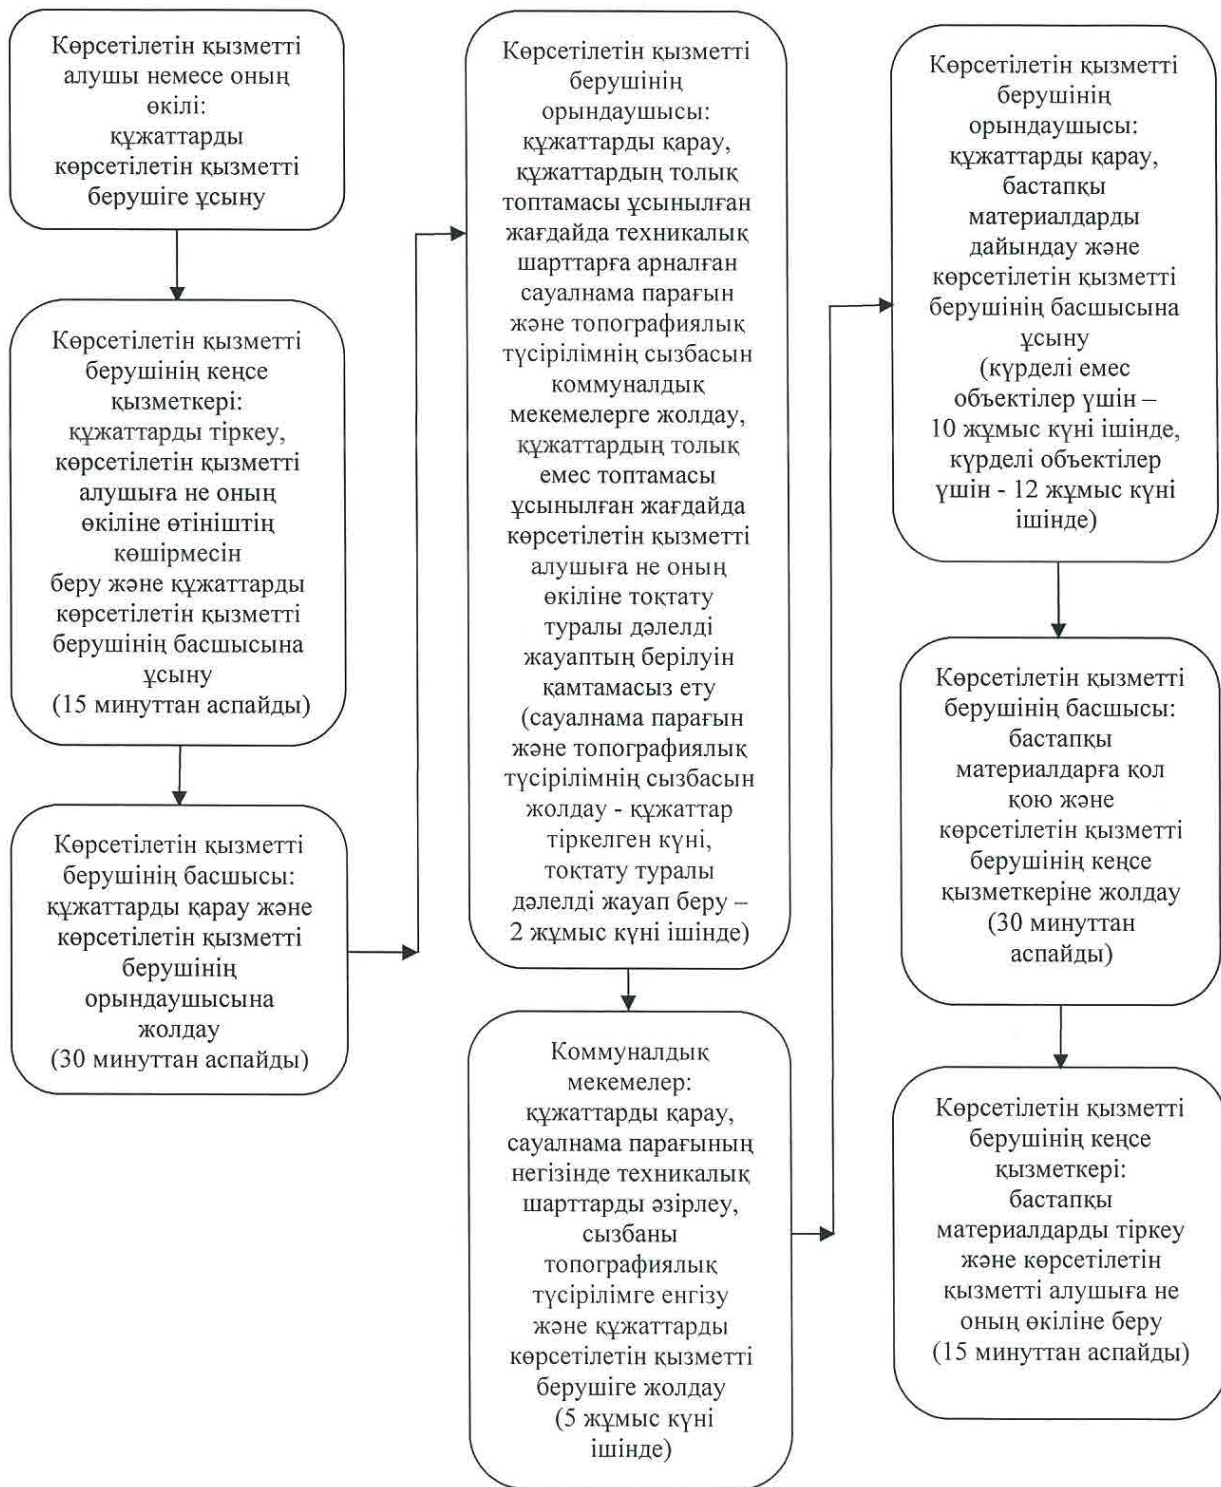 Көрсетілетін қызметті
алушы немесе оның
өкілі:
құжаттарды
көрсетілетін қызметті
берушіге ұсыну
Көрсетілетін қызметті
берушінің кеңсе
қызметкері:
құжаттарды тіркеу,
көрсетілетін қызметті
алушыға не оның
өкіліне өтініштің
көшірмесін
беру және құжаттарды
көрсетілетін қызметті
берушінің басшысына
ұсыну
(15 минуттан аспайды)
Көрсетілетін қызметті
берушінің басшысы:
құжаттарды қарау және
көрсетілетін қызметті
берушінің
орындаушысына
жолдау
(30 минуттан аспайды)
Көрсетілетін қызметті
берушінің
орындаушысы:
құжаттарды қарау,
құжаттардың толық
топтамасы ұсынылған
жағдайда техникалық
шарттарға арналған
сауалнама парағын
және топографиялық
түсірілімнің сызбасын
коммуналдық
мекемелерге жолдау,
құжаттардың толық
емес топтамасы
ұсынылған жағдайда
көрсетілетін қызметті
алушыға не оның
өкіліне тоқтату
туралы дәлелді
жауаптың берілуін
қамтамасыз ету
(сауалнама парағын
және топографиялық
түсірілімнің сызбасын
жолдау - құжаттар
тіркелген күні,
тоқтату туралы
дәлелді жауап беру –
2 жұмыс күні ішінде)
Коммуналдық
мекемелер:
құжаттарды қарау,
сауалнама парағының
негізінде техникалық
шарттарды әзірлеу,
сызбаны
топографиялық
түсірілімге енгізу
және құжаттарды
көрсетілетін қызметті
берушіге жолдау
(5 жұмыс күні
ішінде)
Көрсетілетін қызметті
берушінің
орындаушысы:
құжаттарды қарау,
бастапқы
материалдарды
дайындау және
көрсетілетін қызметті
берушінің басшысына
ұсыну
(күрделі емес
объектілер үшін –
10 жұмыс күні ішінде,
күрделі объектілер
үшін - 12 жұмыс күні
ішінде)
Көрсетілетін қызметті
берушінің басшысы:
бастапқы
материалдарға қол
қою және
көрсетілетін қызметті
берушінің кеңсе
қызметкеріне жолдау
(30 минуттан
аспайды)
Көрсетілетін қызметті
берушінің кеңсе
қызметкері:
бастапқы
материалдарды тіркеу
және көрсетілетін
қызметті алушыға не
оның өкіліне беру
(15 минуттан аспайды)